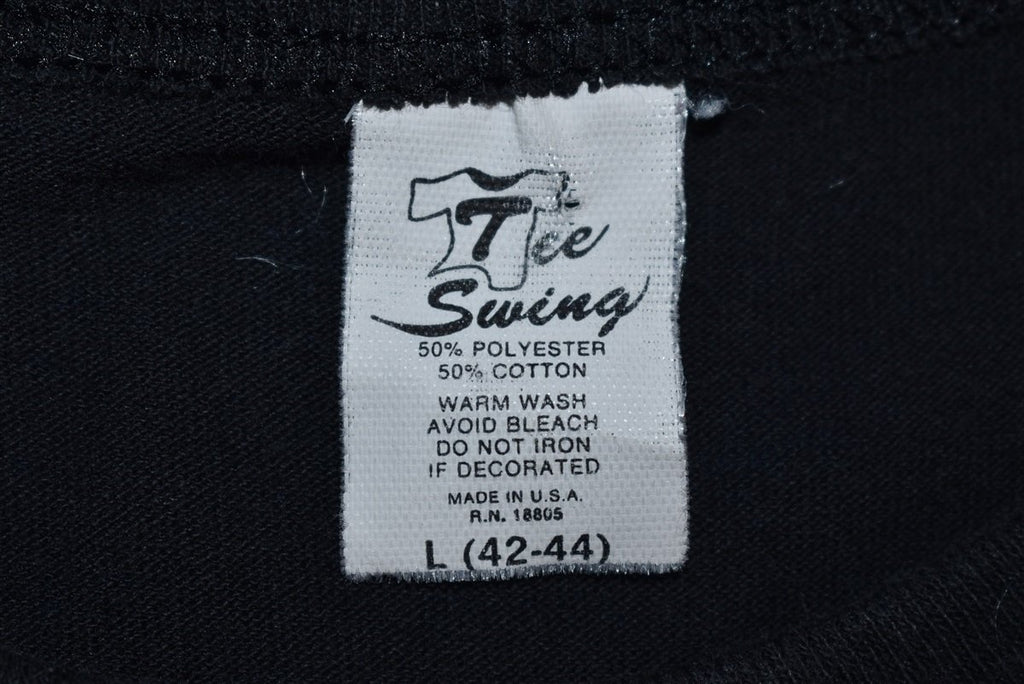 Tee
Swing
50% POLYESTER
50% COTTON
WARM WASH
AVOID BLEACH
DO NOT IRON
IF DECORATED
MADE IN U.S.A.
R.N. 18805
L (42-44)